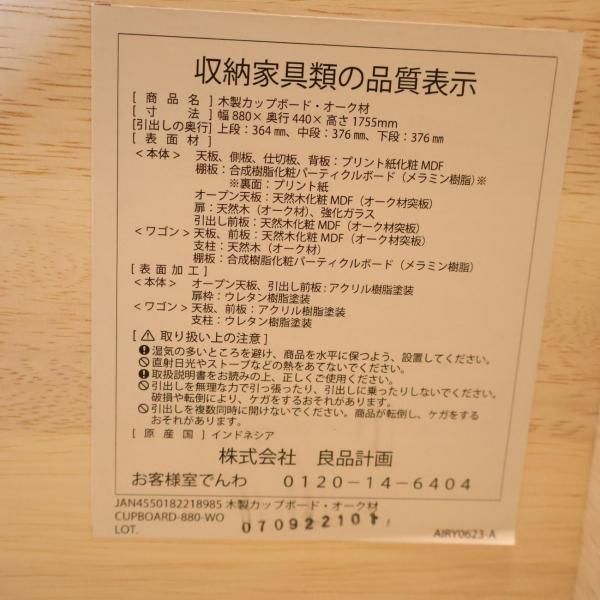 収納家具類の品質表示
[ 商 品 名 ] 木製カップボード・オーク材
[ 寸 法 ] 幅 880× 奥行 440× 高さ 1755mm
[引出しの奥行] 上段：364 mm、中段：376 mm、下段：376 mm
[ 表 面 材 ]
＜本体＞ 天板、側板、仕切板、背板：プリント紙化粧 MDF
棚板：合成樹脂化粧パーティクルボード（メラミン樹脂）※
※裏面：プリント紙
オープン天板：天然木化粧 MDF（オーク材突板）
扉：天然木（オーク材）、強化ガラス
引出し前板：天然木化粧 MDF（オーク材突板）
＜ワゴン＞ 天板、前板：天然木化粧 MDF（オーク材突板）
支柱：天然木（オーク材）
棚板：合成樹脂化粧パーティクルボード（メラミン樹脂）
[ 表 面 加 工 ]
＜本体＞ オープン天板、引出し前板：アクリル樹脂塗装
扉枠：ウレタン樹脂塗装
＜ワゴン＞ 天板、前板：アクリル樹脂塗装
支柱：ウレタン樹脂塗装
[ ⚠ 取り扱い上の注意 ]
湿気の多いところを避け、商品を水平に保つよう、設置してください。
直射日光やストーブなどの熱をあてないでください。
取扱説明書をお読みの上、正しくご使用ください。
引出しを無理な力で引っ張ったり、引出しに乗ったりしないでください。
破損や転倒により、ケガをするおそれがあります。
引出しを複数同時に開けないでください。商品が転倒し、ケガをする
おそれがあります。
[ 原 産 国 ] インドネシア
株式会社 良品計画
お客様室でんわ 0120-14-6404
JAN4550182218985 木製カップボード・オーク材
CUPBOARD-880-WO
LOT. 070922101
AIRY0623-A